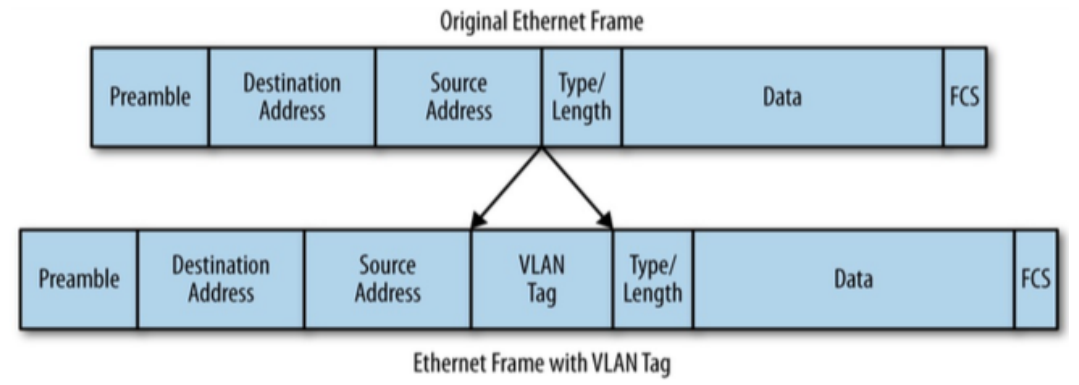 Original Ethernet Frame
Preamble
Destination
Address
Source
Address
Type/
Length
Data
FCS
Preamble
Destination
Address
Source
Address
VLAN
Tag
Type/
Length
Data
FCS
Ethernet Frame with VLAN Tag